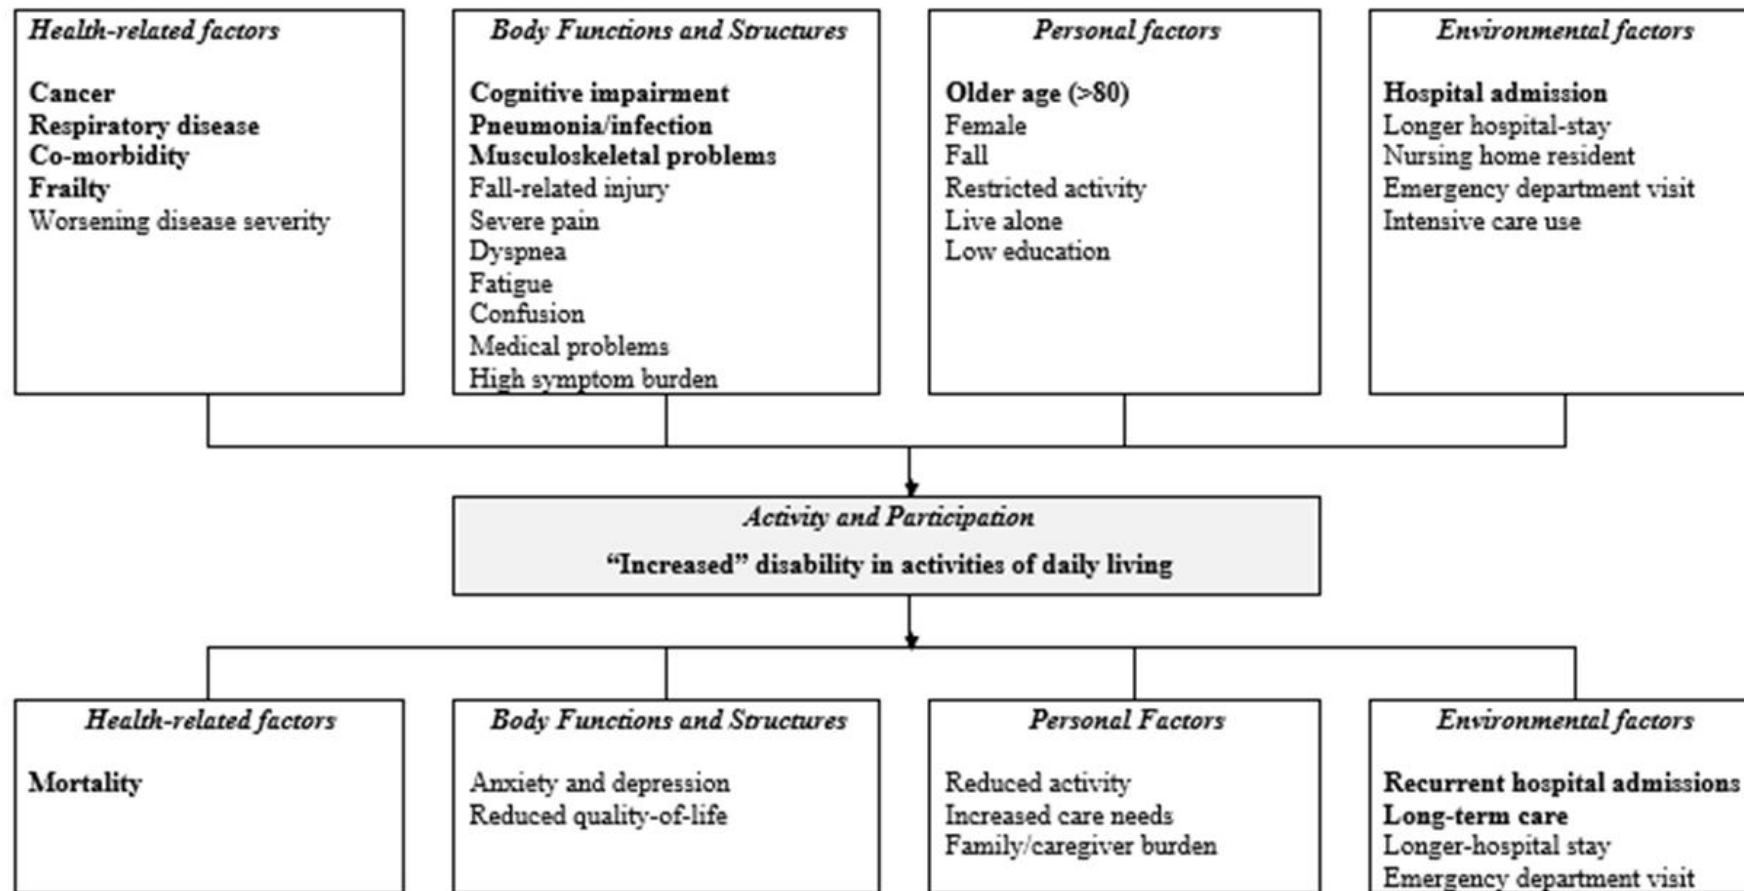 Health-related factors
Cancer
Respiratory disease
Co-morbidity
Frailty
Worsening disease severity
Body Functions and Structures
Cognitive impairment
Pneumonia/infection
Musculoskeletal problems
Fall-related injury
Severe pain
Dyspnea
Fatigue
Confusion
Medical problems
High symptom burden
Personal factors
Older age (>80)
Female
Fall
Restricted activity
Live alone
Low education
Environmental factors
Hospital admission
Longer hospital-stay
Nursing home resident
Emergency department visit
Intensive care use
Activity and Participation
“Increased” disability in activities of daily living
Health-related factors
Mortality
Body Functions and Structures
Anxiety and depression
Reduced quality-of-life
Personal Factors
Reduced activity
Increased care needs
Family/caregiver burden
Environmental factors
Recurrent hospital admissions
Long-term care
Longer-hospital stay
Emergency department visit